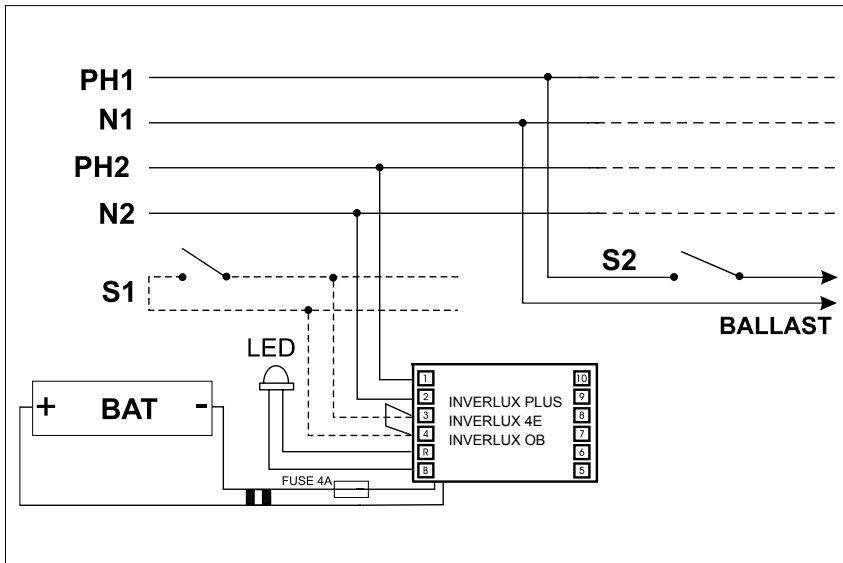 PH1
N1
PH2
N2
S1
S2
BALLAST
LED
+ BAT -
FUSE 4A
1
2
3
4
R
B
INVERLUX PLUS
INVERLUX 4E
INVERLUX OB
10
9
8
7
6
5